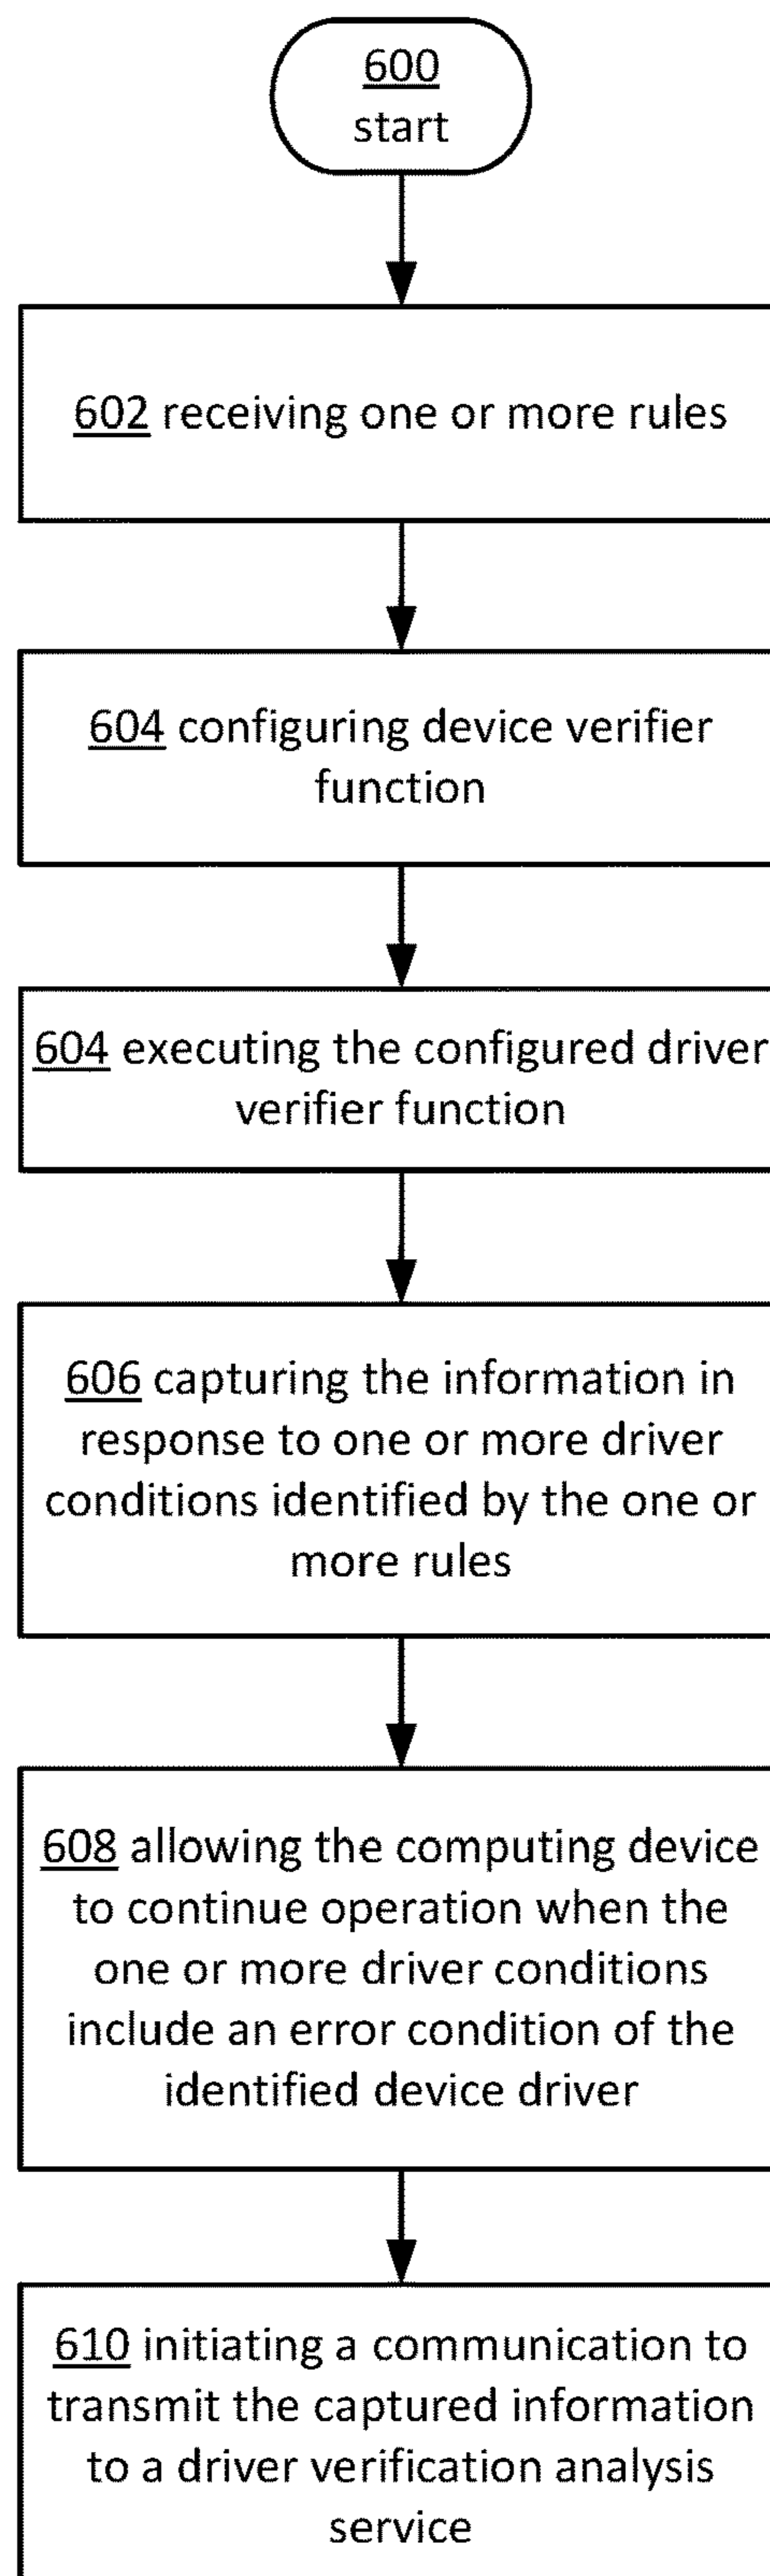 600
start
602 receiving one or more rules
604 configuring device verifier
function
604 executing the configured driver
verifier function
606 capturing the information in
response to one or more driver
conditions identified by the one or
more rules
608 allowing the computing device
to continue operation when the
one or more driver conditions
include an error condition of the
identified device driver
610 initiating a communication to
transmit the captured information
to a driver verification analysis
service